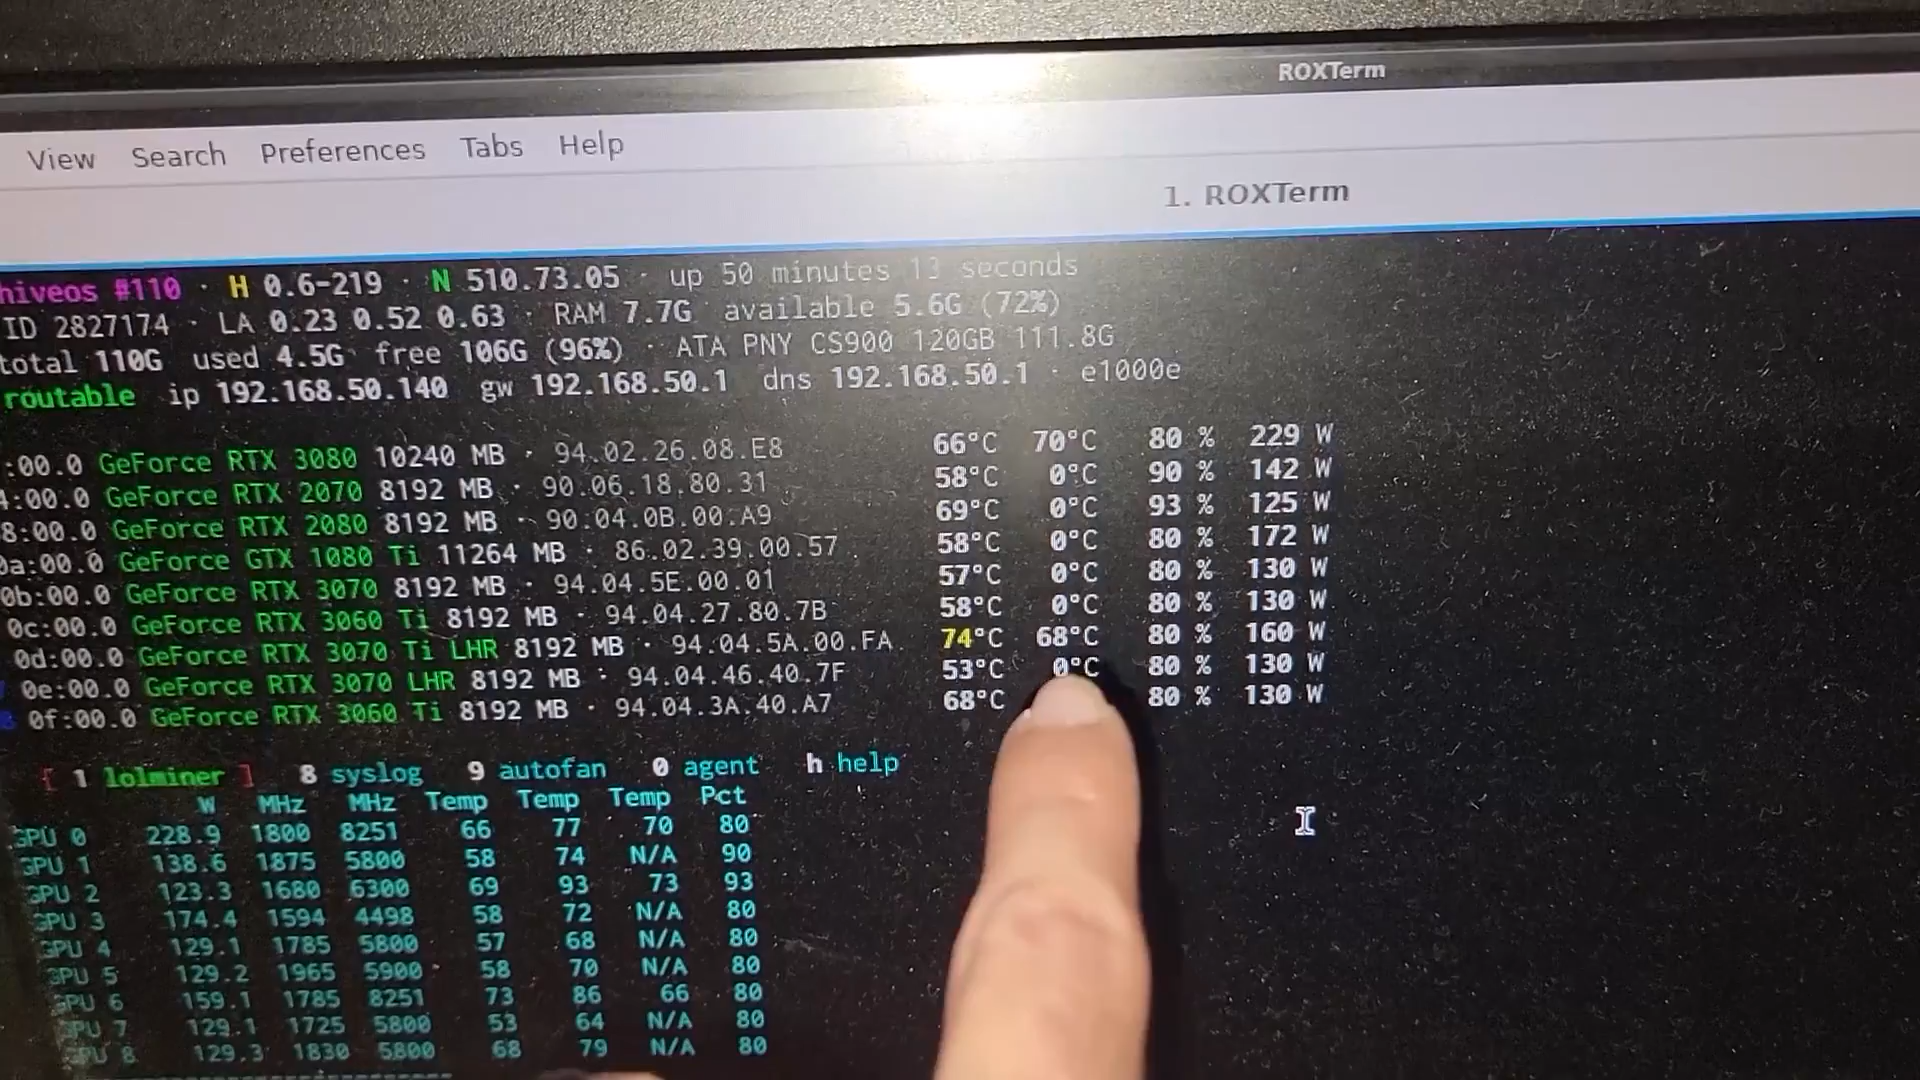 ROXTerm
View Search Preferences Tabs Help
1. ROXTerm
hiveos #110 · H 0.6-219 · N 510.73.05 · up 50 minutes 13 seconds
ID 2827174 · LA 0.23 0.52 0.63 · RAM 7.7G available 5.6G (72%)
total 110G used 4.5G free 106G (96%) · ATA PNY CS900 120GB 111.8G
routable ip 192.168.50.140 gw 192.168.50.1 dns 192.168.50.1 · e1000e
:00.0 GeForce RTX 3080 10240 MB · 94.02.26.08.E8 66°C 70°C 80 % 229 W
4:00.0 GeForce RTX 2070 8192 MB · 90.06.18.80.31 58°C 0°C 90 % 142 W
8:00.0 GeForce RTX 2080 8192 MB · 90.04.0B.00.A9 69°C 0°C 93 % 125 W
0a:00.0 GeForce GTX 1080 Ti 11264 MB · 86.02.39.00.57 58°C 0°C 80 % 172 W
0b:00.0 GeForce RTX 3070 8192 MB · 94.04.5E.00.01 57°C 0°C 80 % 130 W
0c:00.0 GeForce RTX 3060 Ti 8192 MB · 94.04.27.80.7B 58°C 0°C 80 % 130 W
0d:00.0 GeForce RTX 3070 Ti LHR 8192 MB · 94.04.5A.00.FA 74°C 68°C 80 % 160 W
0e:00.0 GeForce RTX 3070 LHR 8192 MB · 94.04.46.40.7F 53°C 0°C 80 % 130 W
0f:00.0 GeForce RTX 3060 Ti 8192 MB · 94.04.3A.40.A7 68°C 80 % 130 W
[ 1 lolminer ] 8 syslog 9 autofan 0 agent h help
W MHz MHz Temp Temp Temp Pct
GPU 0 228.9 1800 8251 66 77 70 80
GPU 1 138.6 1875 5800 58 74 N/A 90
GPU 2 123.3 1680 6300 69 93 73 93
GPU 3 174.4 1594 4498 58 72 N/A 80
GPU 4 129.1 1785 5800 57 68 N/A 80
GPU 5 129.2 1965 5900 58 70 N/A 80
GPU 6 159.1 1785 8251 73 86 66 80
GPU 7 129.1 1725 5800 53 64 N/A 80
GPU 8 129.3 1830 5800 68 79 N/A 80